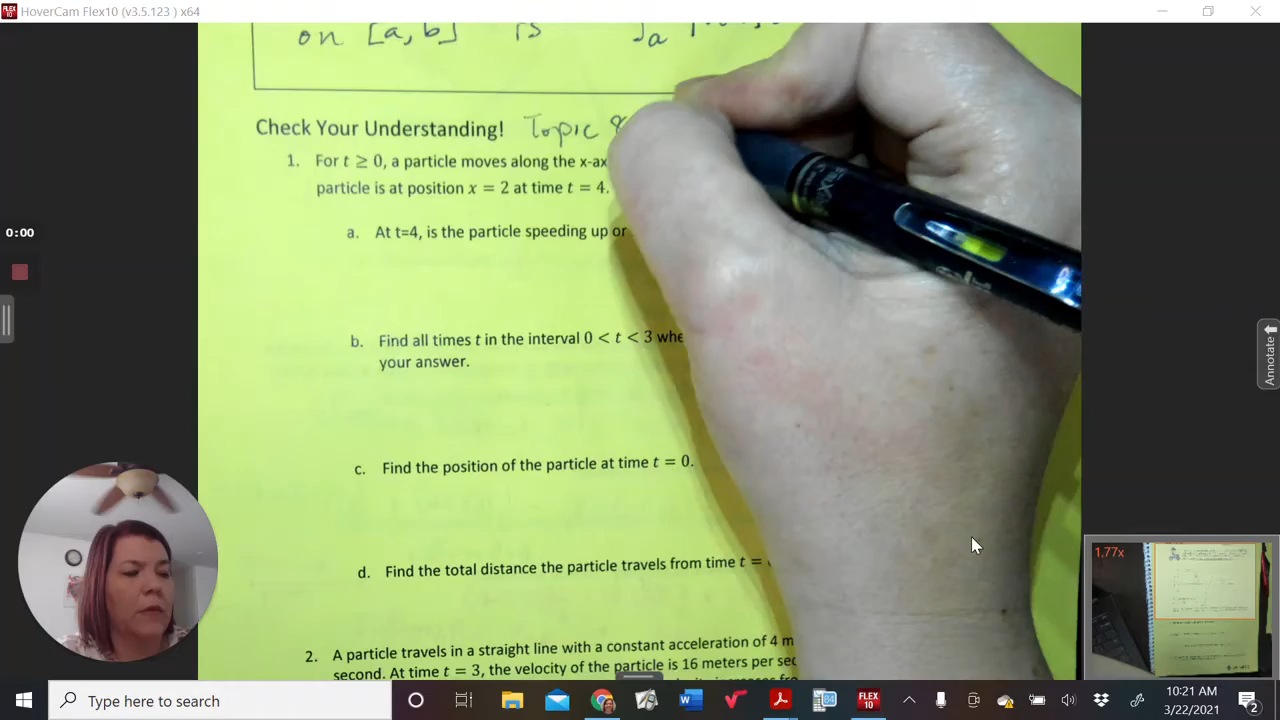 HoverCam Flex10 (v3.5.123 ) x64
on [a,b] is
Check Your Understanding! Topic 8
1. For t ≥ 0, a particle moves along the x-ax
particle is at position x = 2 at time t = 4.
a. At t=4, is the particle speeding up or
0:00
b. Find all times t in the interval 0 < t < 3 whe
your answer.
Annotate
c. Find the position of the particle at time t = 0.
1,77x
d. Find the total distance the particle travels from time t =
2. A particle travels in a straight line with a constant acceleration of 4 m
second. At time t = 3, the velocity of the particle is 16 meters per sec
Type here to search
FLEX 10
10:21 AM
3/22/2021
2